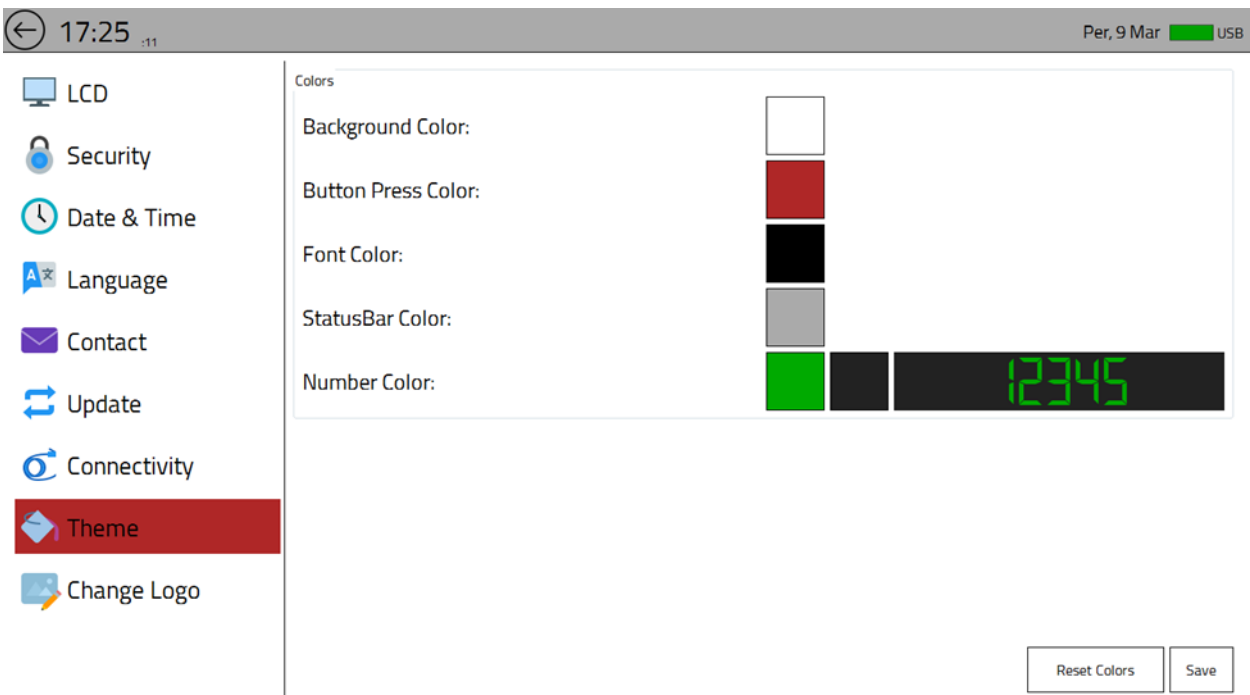 17:25 :11
Per, 9 Mar USB
LCD
Security
Date & Time
Language
Contact
Update
Connectivity
Theme
Change Logo
Colors
Background Color:
Button Press Color:
Font Color:
StatusBar Color:
Number Color:
12345
Reset Colors
Save